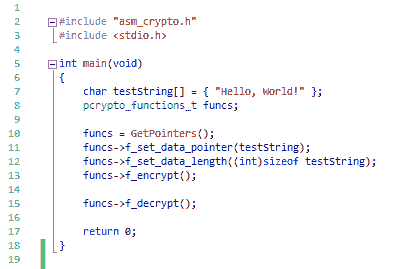 1
2 #include "asm_crypto.h"
3 #include <stdio.h>
4
5 int main(void)
6 {
7 char testString[] = { "Hello, World!" };
8 pcrypto_functions_t funcs;
9
10 funcs = GetPointers();
11 funcs->f_set_data_pointer(testString);
12 funcs->f_set_data_length((int)sizeof testString);
13 funcs->f_encrypt();
14
15 funcs->f_decrypt();
16
17 return 0;
18 }
19